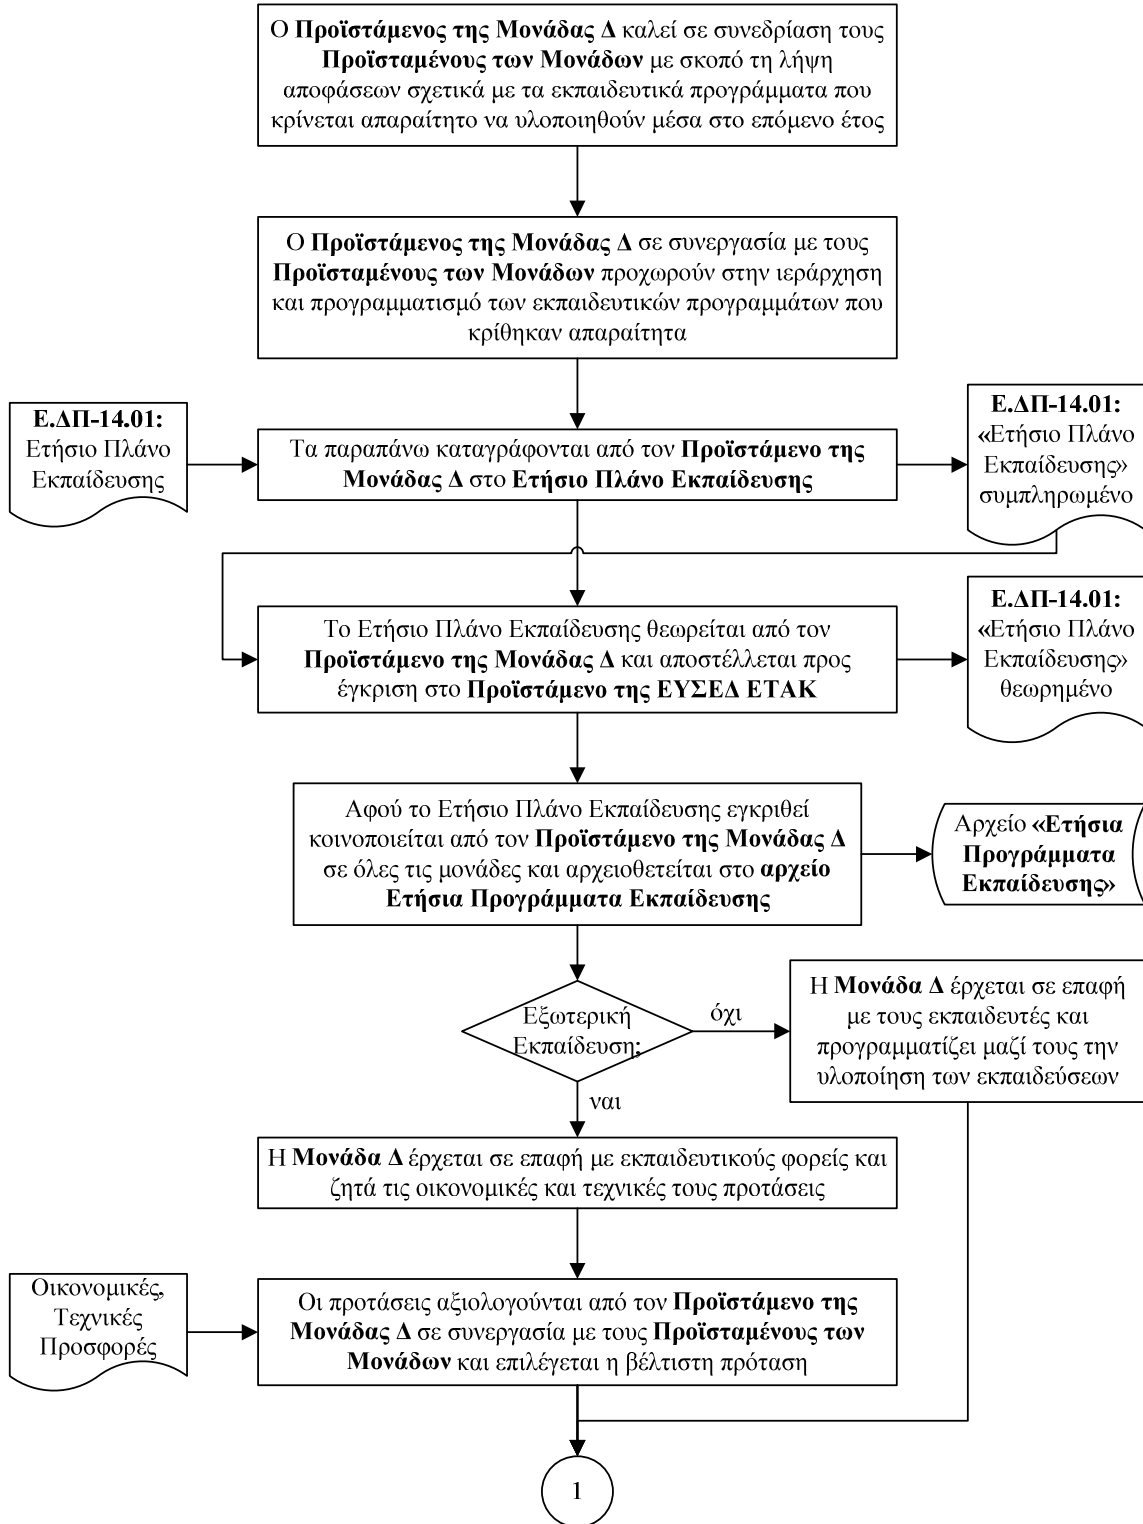 Ο Προϊστάμενος της Μονάδας Δ καλεί σε συνεδρίαση τους
Προϊσταμένους των Μονάδων με σκοπό τη λήψη
αποφάσεων σχετικά με τα εκπαιδευτικά προγράμματα που
κρίνεται απαραίτητο να υλοποιηθούν μέσα στο επόμενο έτος
Ο Προϊστάμενος της Μονάδας Δ σε συνεργασία με τους
Προϊσταμένους των Μονάδων προχωρούν στην ιεράρχηση
και προγραμματισμό των εκπαιδευτικών προγραμμάτων που
κρίθηκαν απαραίτητα
Ε.ΔΠ-14.01:
Ετήσιο Πλάνο
Εκπαίδευσης
Τα παραπάνω καταγράφονται από τον Προϊστάμενο της
Μονάδας Δ στο Ετήσιο Πλάνο Εκπαίδευσης
Ε.ΔΠ-14.01:
«Ετήσιο Πλάνο
Εκπαίδευσης»
συμπληρωμένο
Το Ετήσιο Πλάνο Εκπαίδευσης θεωρείται από τον
Προϊστάμενο της Μονάδας Δ και αποστέλλεται προς
έγκριση στο Προϊστάμενο της ΕΥΣΕΔ ΕΤΑΚ
Ε.ΔΠ-14.01:
«Ετήσιο Πλάνο
Εκπαίδευσης»
θεωρημένο
Αφού το Ετήσιο Πλάνο Εκπαίδευσης εγκριθεί
κοινοποιείται από τον Προϊστάμενο της Μονάδας Δ
σε όλες τις μονάδες και αρχειοθετείται στο αρχείο
Ετήσια Προγράμματα Εκπαίδευσης
Αρχείο «Ετήσια
Προγράμματα
Εκπαίδευσης»
Εξωτερική
Εκπαίδευση;
όχι
Η Μονάδα Δ έρχεται σε επαφή
με τους εκπαιδευτές και
προγραμματίζει μαζί τους την
υλοποίηση των εκπαιδεύσεων
ναι
Η Μονάδα Δ έρχεται σε επαφή με εκπαιδευτικούς φορείς και
ζητά τις οικονομικές και τεχνικές τους προτάσεις
Οικονομικές,
Τεχνικές
Προσφορές
Οι προτάσεις αξιολογούνται από τον Προϊστάμενο της
Μονάδας Δ σε συνεργασία με τους Προϊσταμένους των
Μονάδων και επιλέγεται η βέλτιστη πρόταση
1